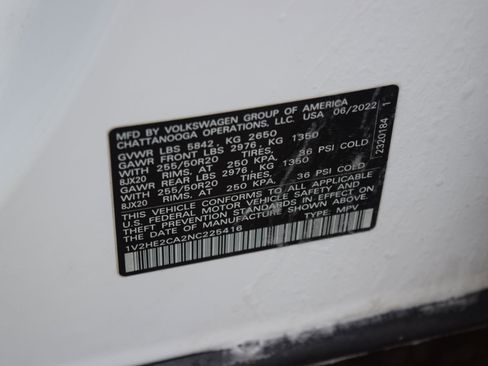 MFD BY VOLKSWAGEN GROUP OF AMERICA
CHATTANOOGA OPERATIONS, LLC. USA 06/2022
GVWR LBS 5842, KG 2650
GAWR FRONT LBS 2976, KG 1350
255/50R20 TIRES,
8JX20 RIMS, AT 250 KPA, 36 PSI COLD
GAWR REAR LBS 2976, KG 1350
255/50R20 TIRES,
8JX20 RIMS, AT 250 KPA, 36 PSI COLD
THIS VEHICLE CONFORMS TO ALL APPLICABLE
U.S. FEDERAL MOTOR VEHICLE SAFETY AND
THEFT PREVENTION STANDARDS IN EFFECT ON
THE DATE OF MANUFACTURE SHOWN ABOVE.
1V2HE2CA2NC225416 TYPE: MPV
2320184 1